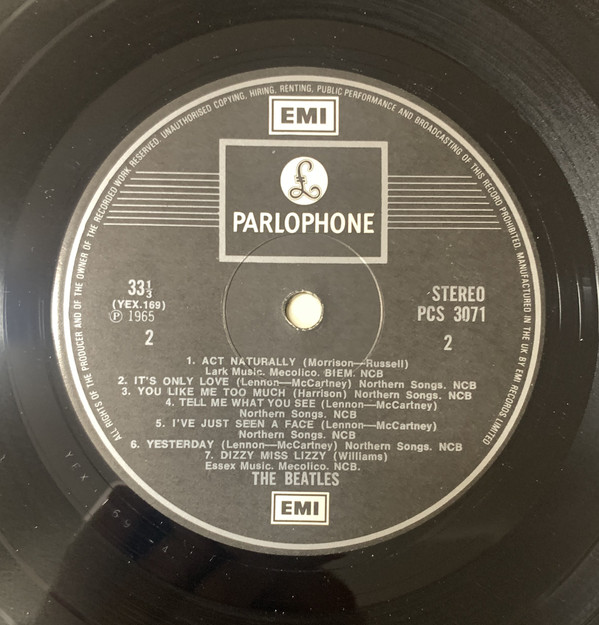 ALL RIGHTS OF THE PRODUCER AND OF THE OWNER OF THE RECORDED WORK RESERVED. UNAUTHORISED COPYING, HIRING, RENTING, PUBLIC PERFORMANCE AND BROADCASTING OF THIS RECORD PROHIBITED. MANUFACTURED IN THE UK BY EMI RECORDS LIMITED
EMI
£
PARLOPHONE
33⅓
(YEX.169)
Ⓟ 1965
2
STEREO
PCS 3071
2
1. ACT NATURALLY (Morrison—Russell)
Lark Music. Mecolico. BIEM. NCB
2. IT'S ONLY LOVE (Lennon—McCartney) Northern Songs. NCB
3. YOU LIKE ME TOO MUCH (Harrison) Northern Songs. NCB
4. TELL ME WHAT YOU SEE (Lennon—McCartney)
Northern Songs. NCB
5. I'VE JUST SEEN A FACE (Lennon—McCartney)
Northern Songs. NCB
6. YESTERDAY (Lennon—McCartney) Northern Songs. NCB
7. DIZZY MISS LIZZY (Williams)
Essex Music. Mecolico. NCB.
THE BEATLES
EMI